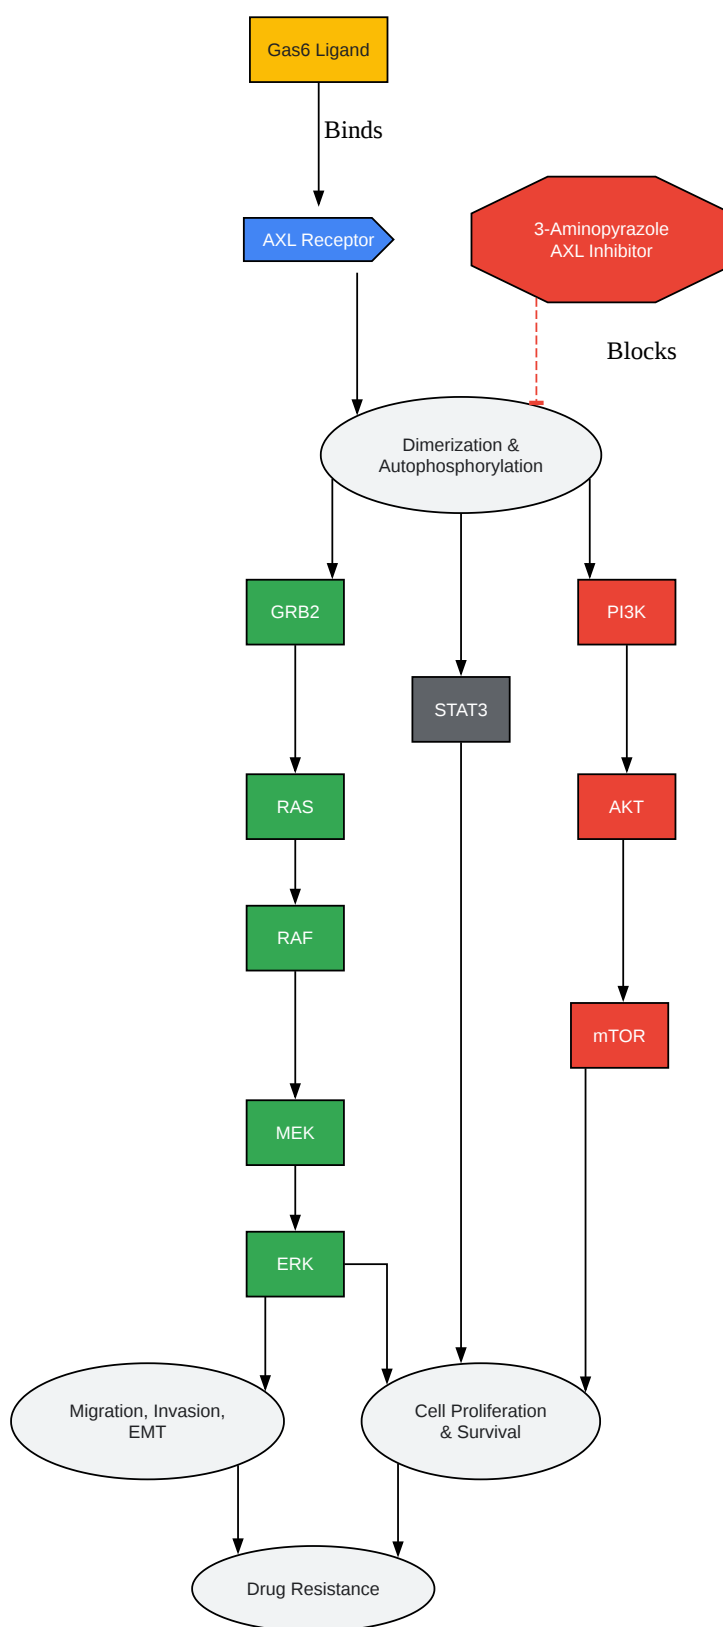 Gas6 Ligand
Binds
AXL Receptor
3-Aminopyrazole
AXL Inhibitor
Blocks
Dimerization &
Autophosphorylation
GRB2
PI3K
STAT3
RAS
AKT
RAF
mTOR
MEK
ERK
Migration, Invasion,
EMT
Cell Proliferation
& Survival
Drug Resistance